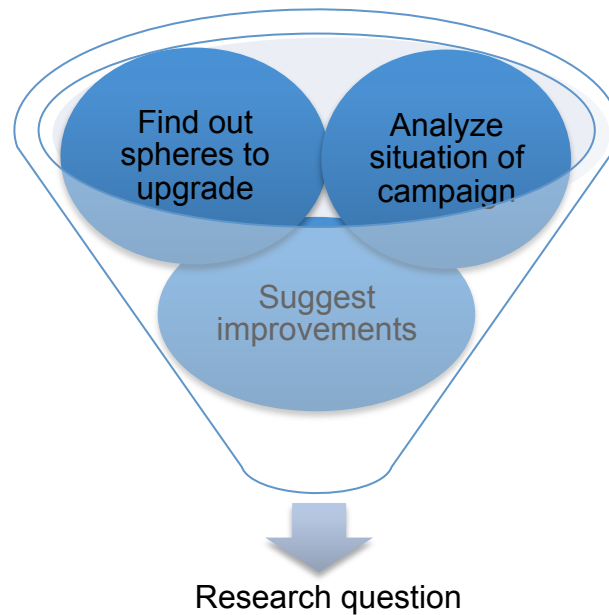 Find out
spheres to
upgrade
Analyze
situation of
campaign
Suggest
improvements
Research question